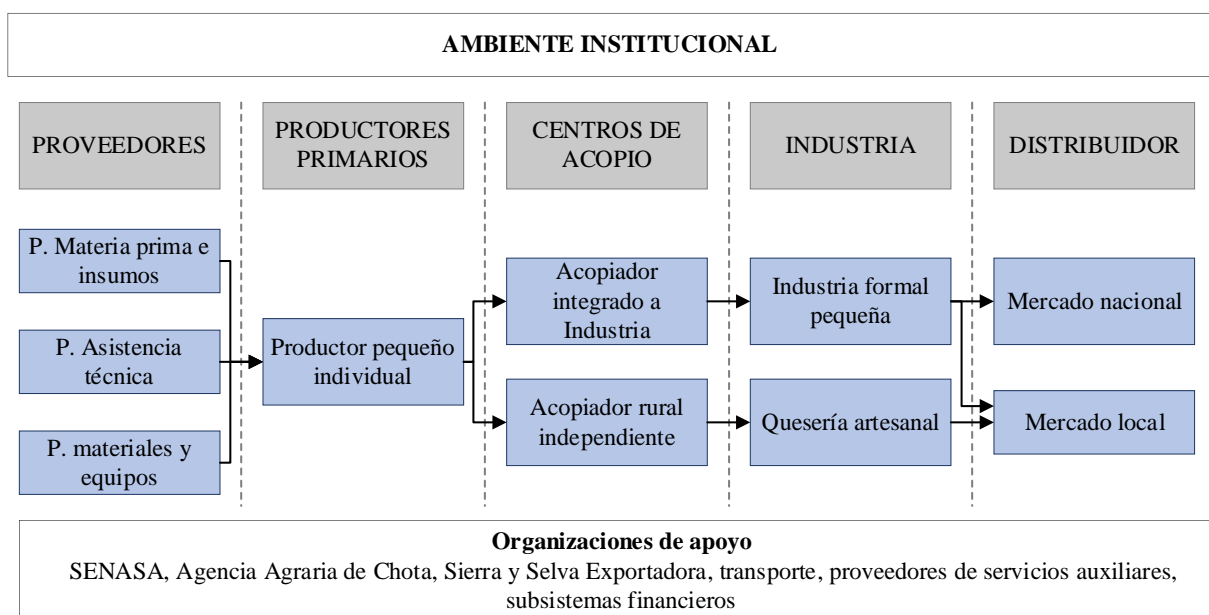 AMBIENTE INSTITUCIONAL
PROVEEDORES
PRODUCTORES
PRIMARIOS
CENTROS DE
ACOPIO
INDUSTRIA
DISTRIBUIDOR
P. Materia prima e
insumos
P. Asistencia
técnica
P. materiales y
equipos
Productor pequeño
individual
Acopiador
integrado a
Industria
Acopiador rural
independiente
Industria formal
pequeña
Quesería artesanal
Mercado nacional
Mercado local
Organizaciones de apoyo
SENASA, Agencia Agraria de Chota, Sierra y Selva Exportadora, transporte, proveedores de servicios auxiliares,
subsistemas financieros